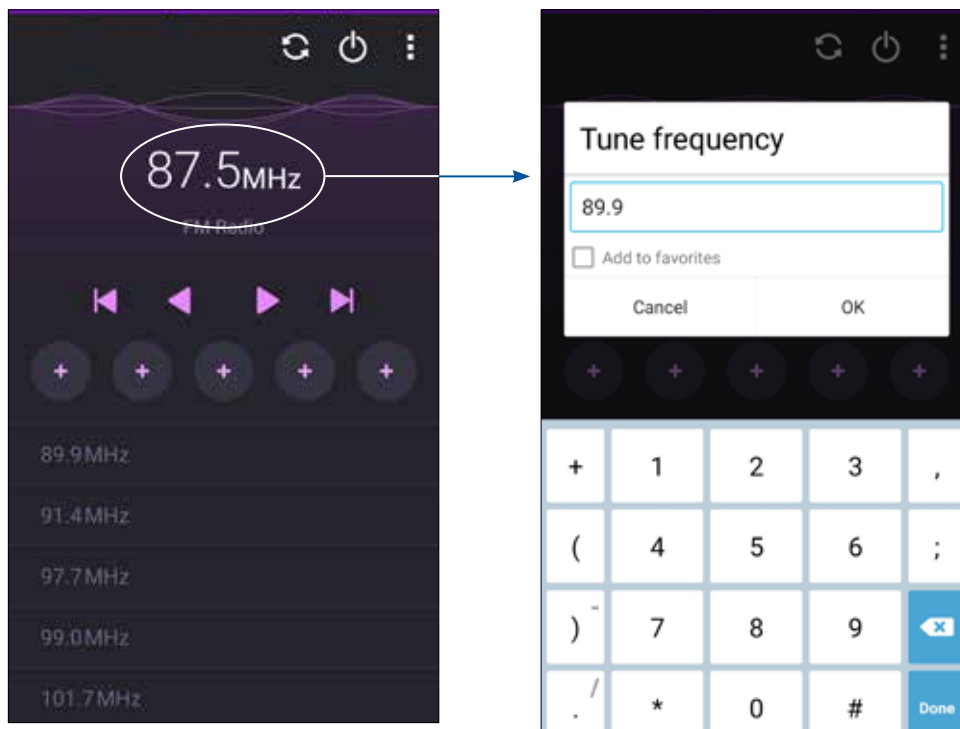 87.5MHz
FM Radio
+ + + + +
89.9MHz
91.4MHz
97.7MHz
99.0MHz
101.7MHz
Tune frequency
89.9
Add to favorites
Cancel OK
+ + + + +
+ 1 2 3 ,
( 4 5 6 ;
) - 7 8 9
. / * 0 # Done